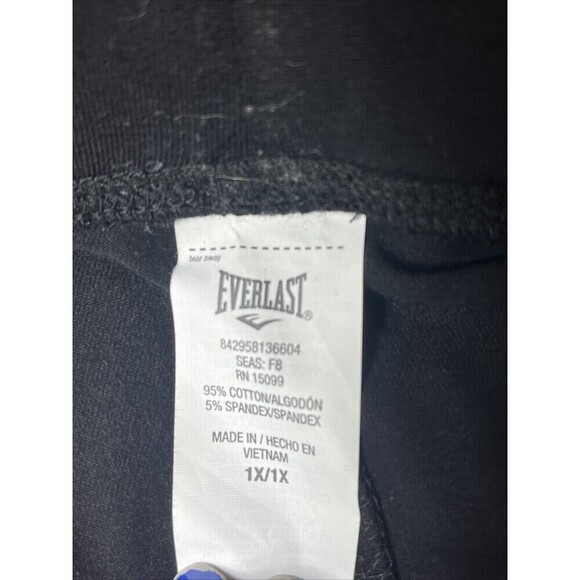 tear away
EVERLAST®
842958136604
SEAS: F8
RN 15099
95% COTTON/ALGODÓN
5% SPANDEX/SPANDEX
MADE IN / HECHO EN
VIETNAM
1X/1X